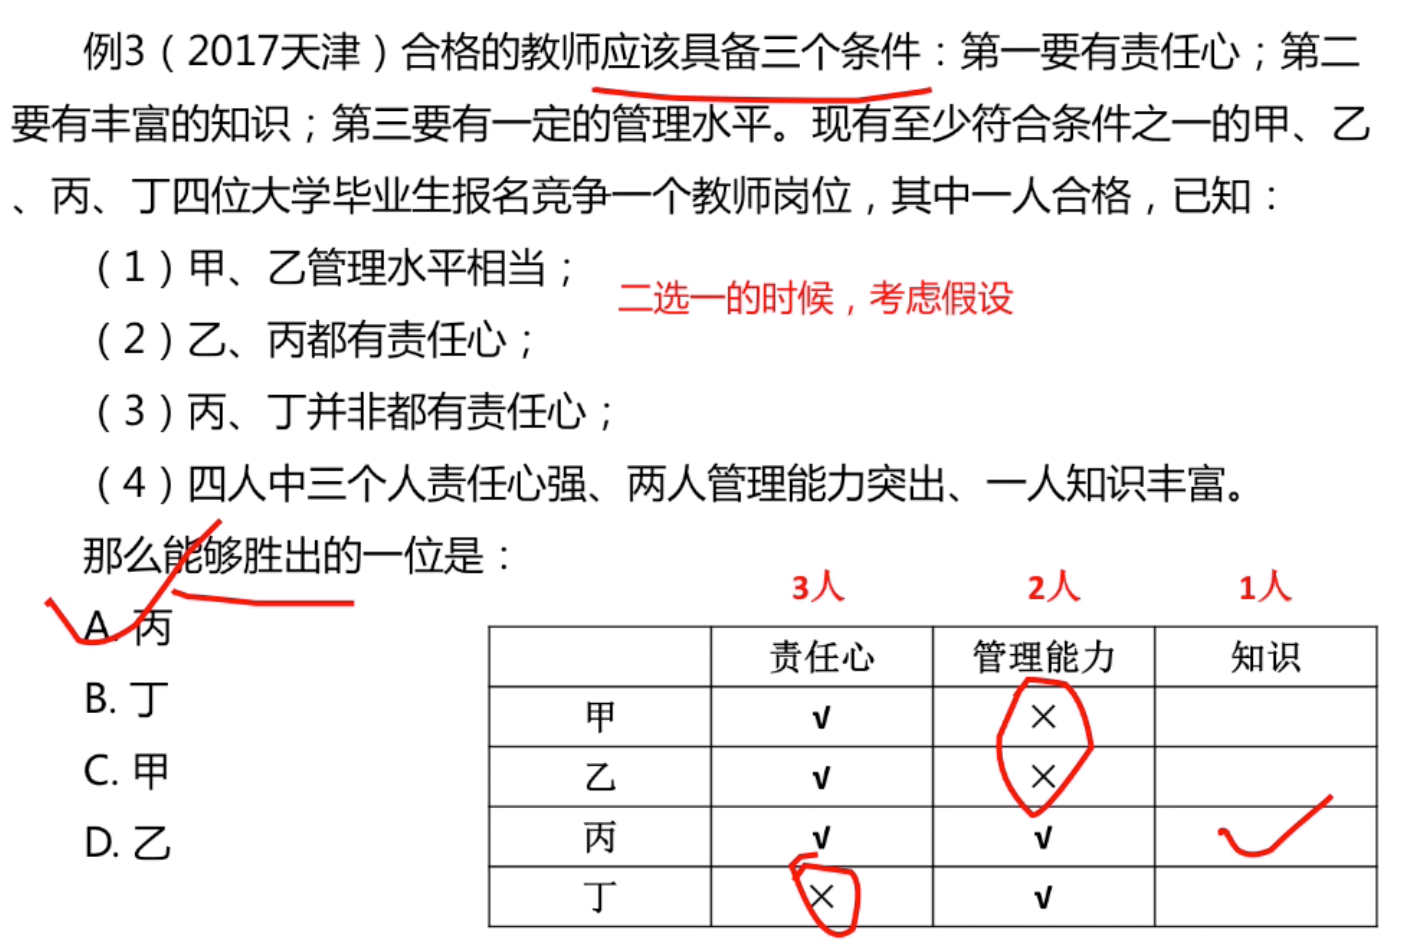 例3（2017天津）合格的教师应该具备三个条件：第一要有责任心；第二
要有丰富的知识；第三要有一定的管理水平。现有至少符合条件之一的甲、乙
、丙、丁四位大学毕业生报名竞争一个教师岗位，其中一人合格，已知：
（1）甲、乙管理水平相当；
二选一的时候，考虑假设
（2）乙、丙都有责任心；
（3）丙、丁并非都有责任心；
（4）四人中三个人责任心强、两人管理能力突出、一人知识丰富。
那么能够胜出的一位是：
A. 丙
B. 丁
C. 甲
D. 乙
3人 2人 1人
责任心 管理能力 知识
甲 √ ×
乙 √ ×
丙 √ √ √
丁 × √